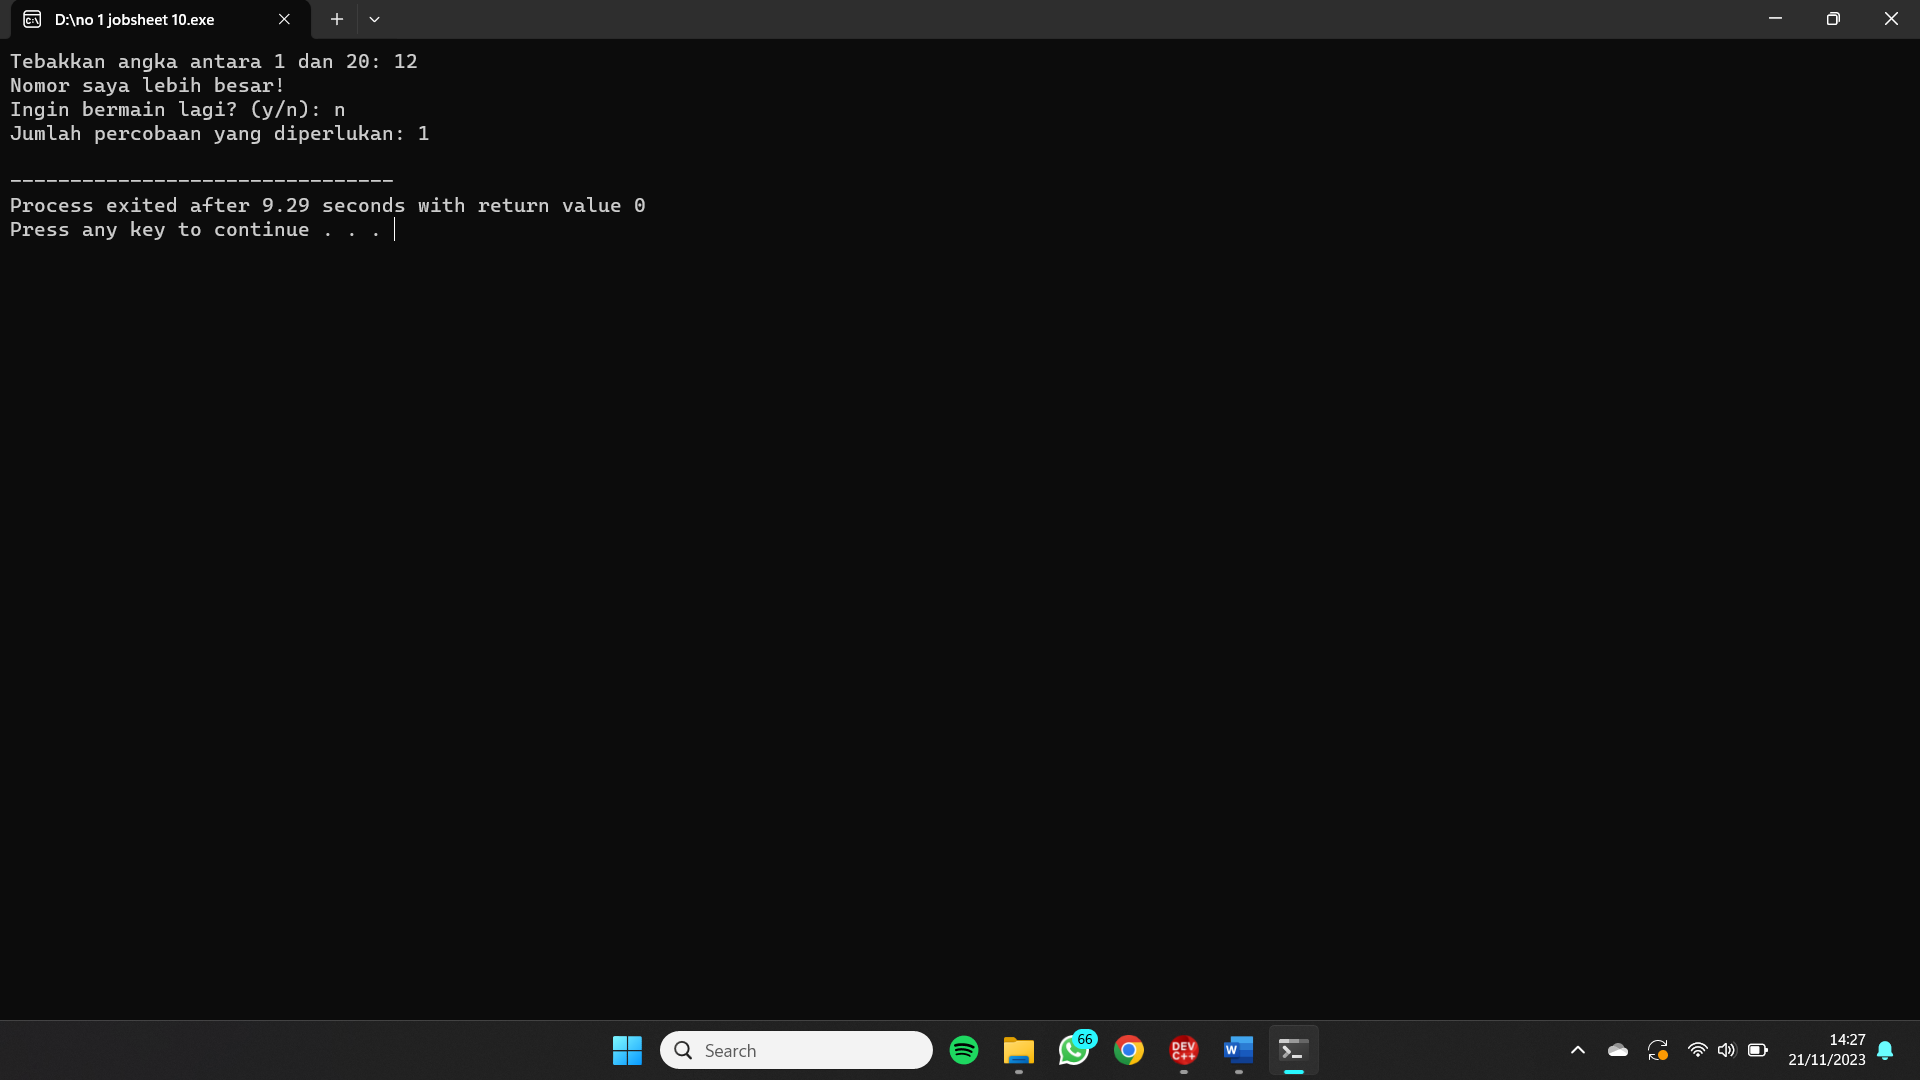 D:\no 1 jobsheet 10.exe
Tebakkan angka antara 1 dan 20: 12
Nomor saya lebih besar!
Ingin bermain lagi? (y/n): n
Jumlah percobaan yang diperlukan: 1
--------------------------------
Process exited after 9.29 seconds with return value 0
Press any key to continue . . .
Search
66
DEV
C++
W
14:27
21/11/2023